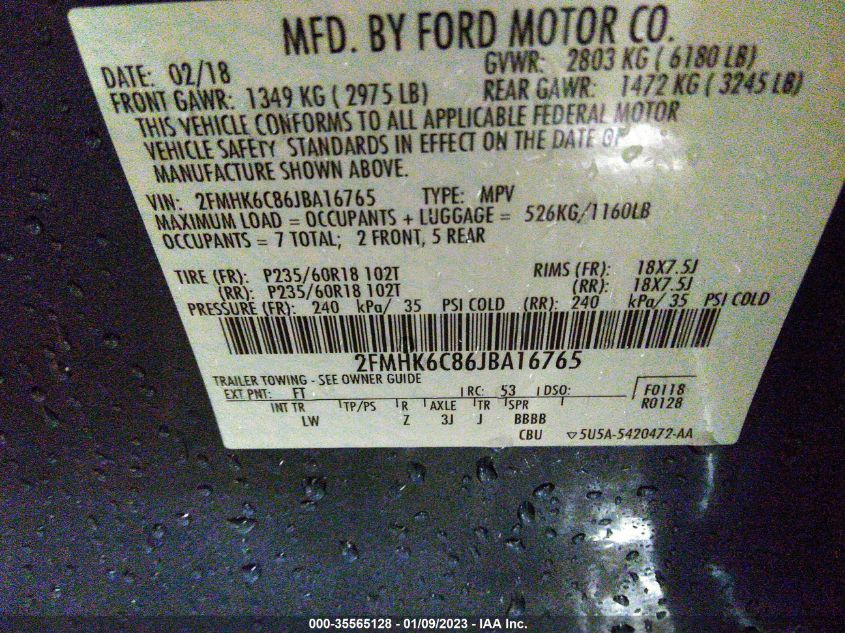 MFD. BY FORD MOTOR CO.
DATE: 02/18 GVWR: 2803 KG ( 6180 LB)
FRONT GAWR: 1349 KG ( 2975 LB) REAR GAWR: 1472 KG ( 3245 LB)
THIS VEHICLE CONFORMS TO ALL APPLICABLE FEDERAL MOTOR
VEHICLE SAFETY STANDARDS IN EFFECT ON THE DATE OF
MANUFACTURE SHOWN ABOVE.
VIN: 2FMHK6C86JBA16765 TYPE: MPV
MAXIMUM LOAD = OCCUPANTS + LUGGAGE = 526KG/1160LB
OCCUPANTS = 7 TOTAL; 2 FRONT, 5 REAR
TIRE (FR): P235/60R18 102T RIMS (FR): 18X7.5J
(RR): P235/60R18 102T (RR): 18X7.5J
PRESSURE (FR): 240 kPa/ 35 PSI COLD (RR): 240 kPa/ 35 PSI COLD
2FMHK6C86JBA16765
TRAILER TOWING - SEE OWNER GUIDE
EXT PNT: FT RC: 53 DSO: F0118
INT TR TP/PS R AXLE TR SPR R0128
LW Z 3J J BBBB
CBU ▽5U5A-5420472-AA
000-35565128 - 01/09/2023 - IAA Inc.